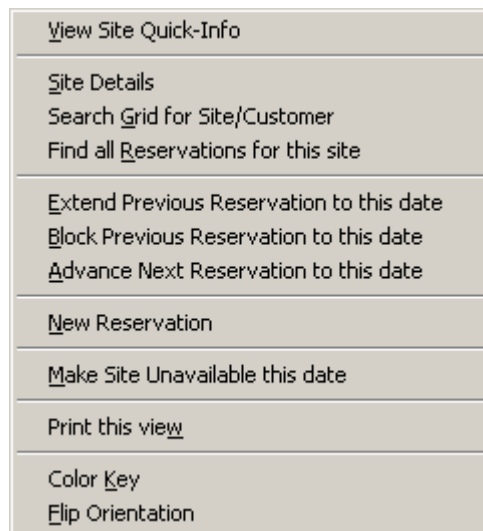 View Site Quick-Info
Site Details
Search Grid for Site/Customer
Find all Reservations for this site
Extend Previous Reservation to this date
Block Previous Reservation to this date
Advance Next Reservation to this date
New Reservation
Make Site Unavailable this date
Print this view
Color Key
Flip Orientation